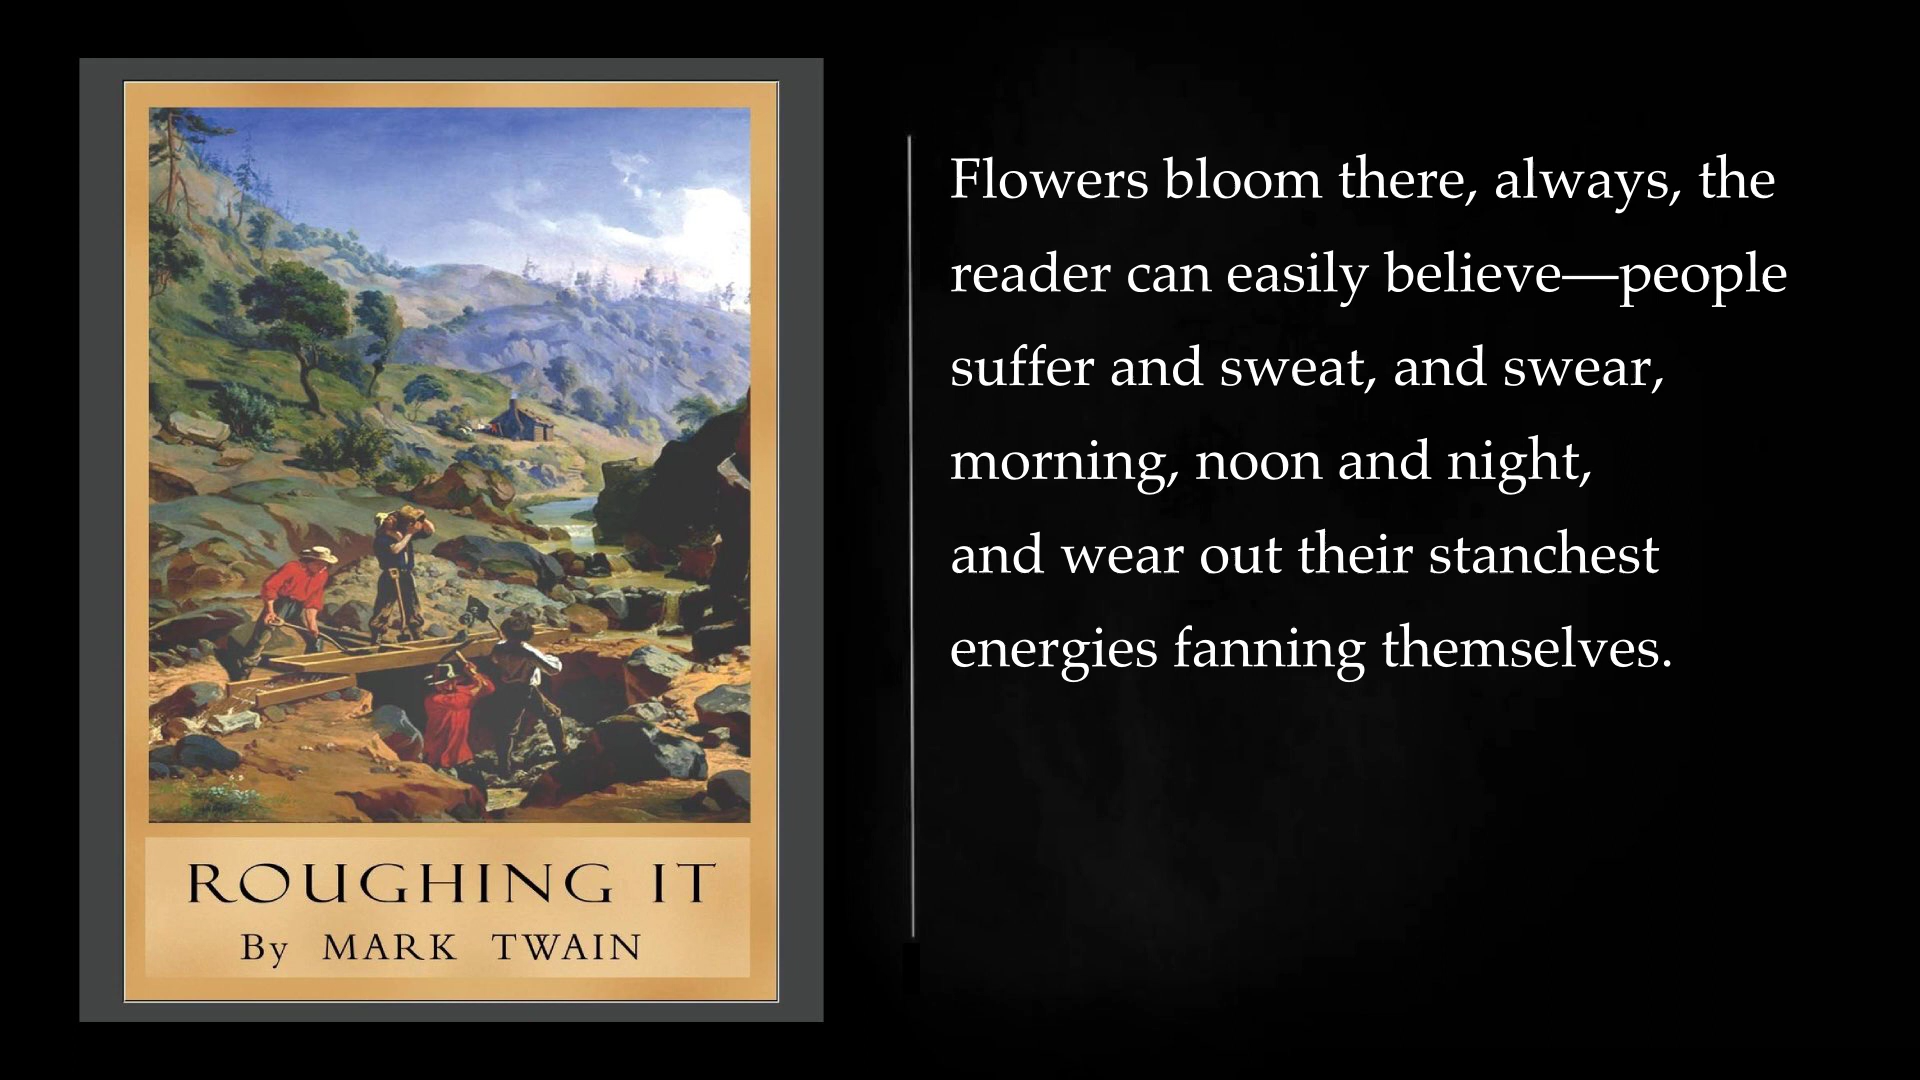 ROUGHING IT
By MARK TWAIN
Flowers bloom there, always, the
reader can easily believe—people
suffer and sweat, and swear,
morning, noon and night,
and wear out their stanchest
energies fanning themselves.